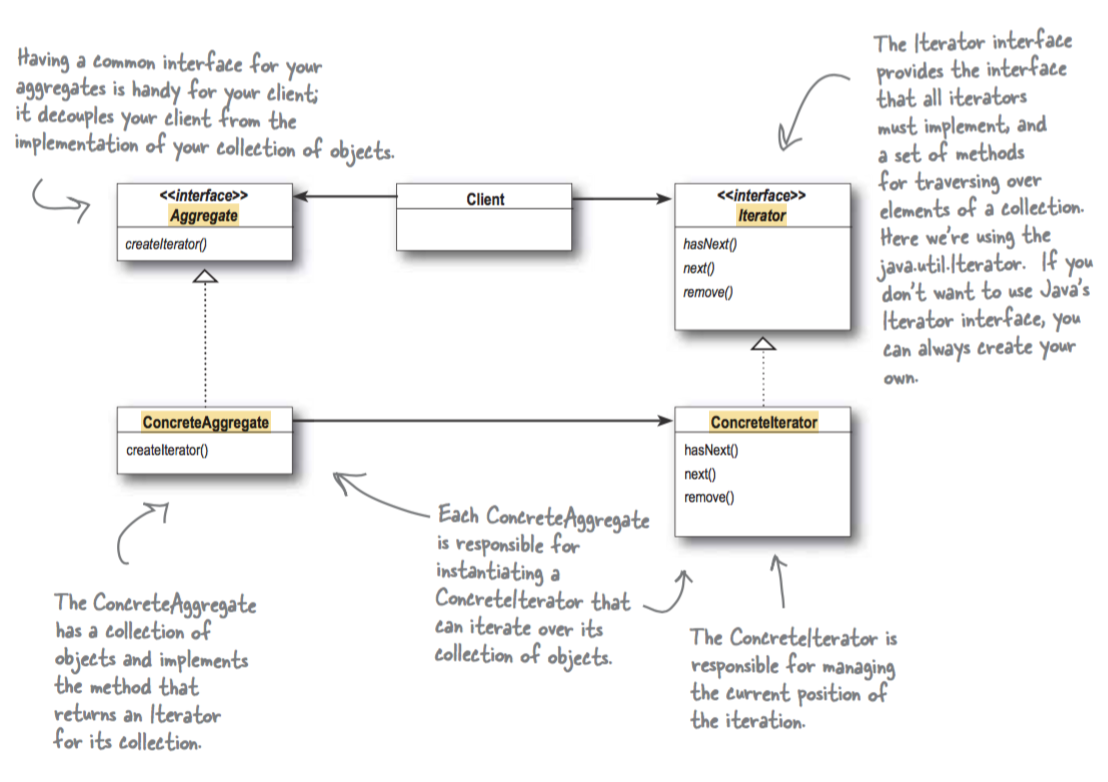 Having a common interface for your
aggregates is handy for your client;
it decouples your client from the
implementation of your collection of objects.
The Iterator interface
provides the interface
that all iterators
must implement, and
a set of methods
for traversing over
elements of a collection.
Here we're using the
java.util.Iterator. If you
don't want to use Java's
Iterator interface, you
can always create your
own.
<<interface>>
Aggregate
createIterator()
Client
<<interface>>
Iterator
hasNext()
next()
remove()
ConcreteAggregate
createIterator()
ConcreteIterator
hasNext()
next()
remove()
The ConcreteAggregate
has a collection of
objects and implements
the method that
returns an Iterator
for its collection.
Each ConcreteAggregate
is responsible for
instantiating a
ConcreteIterator that
can iterate over its
collection of objects.
The ConcreteIterator is
responsible for managing
the current position of
the iteration.